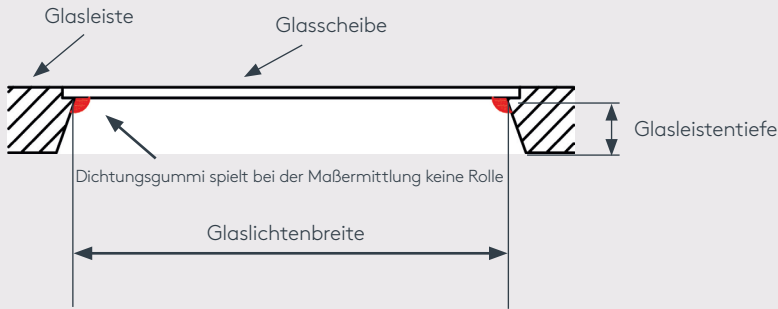 Glasleiste
Glasscheibe
Glasleistentiefe
Dichtungsgummi spielt bei der Maßermittlung keine Rolle
Glaslichtenbreite